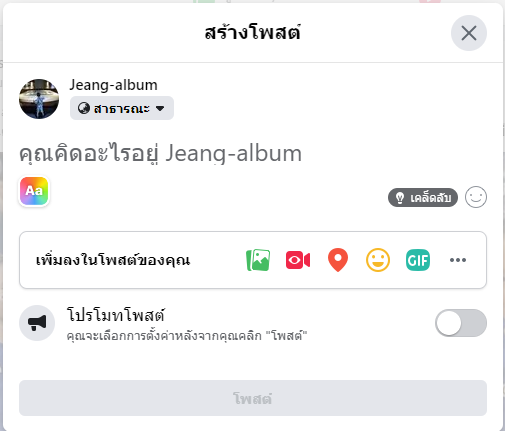 สร้างโพสต์
Jeang-album
สาธารณะ
คุณคิดอะไรอยู่ Jeang-album
Aa
เคล็ดลับ
เพิ่มลงในโพสต์ของคุณ
GIF
โปรโมทโพสต์
คุณจะเลือกการตั้งค่าหลังจากคุณคลิก "โพสต์"
โพสต์